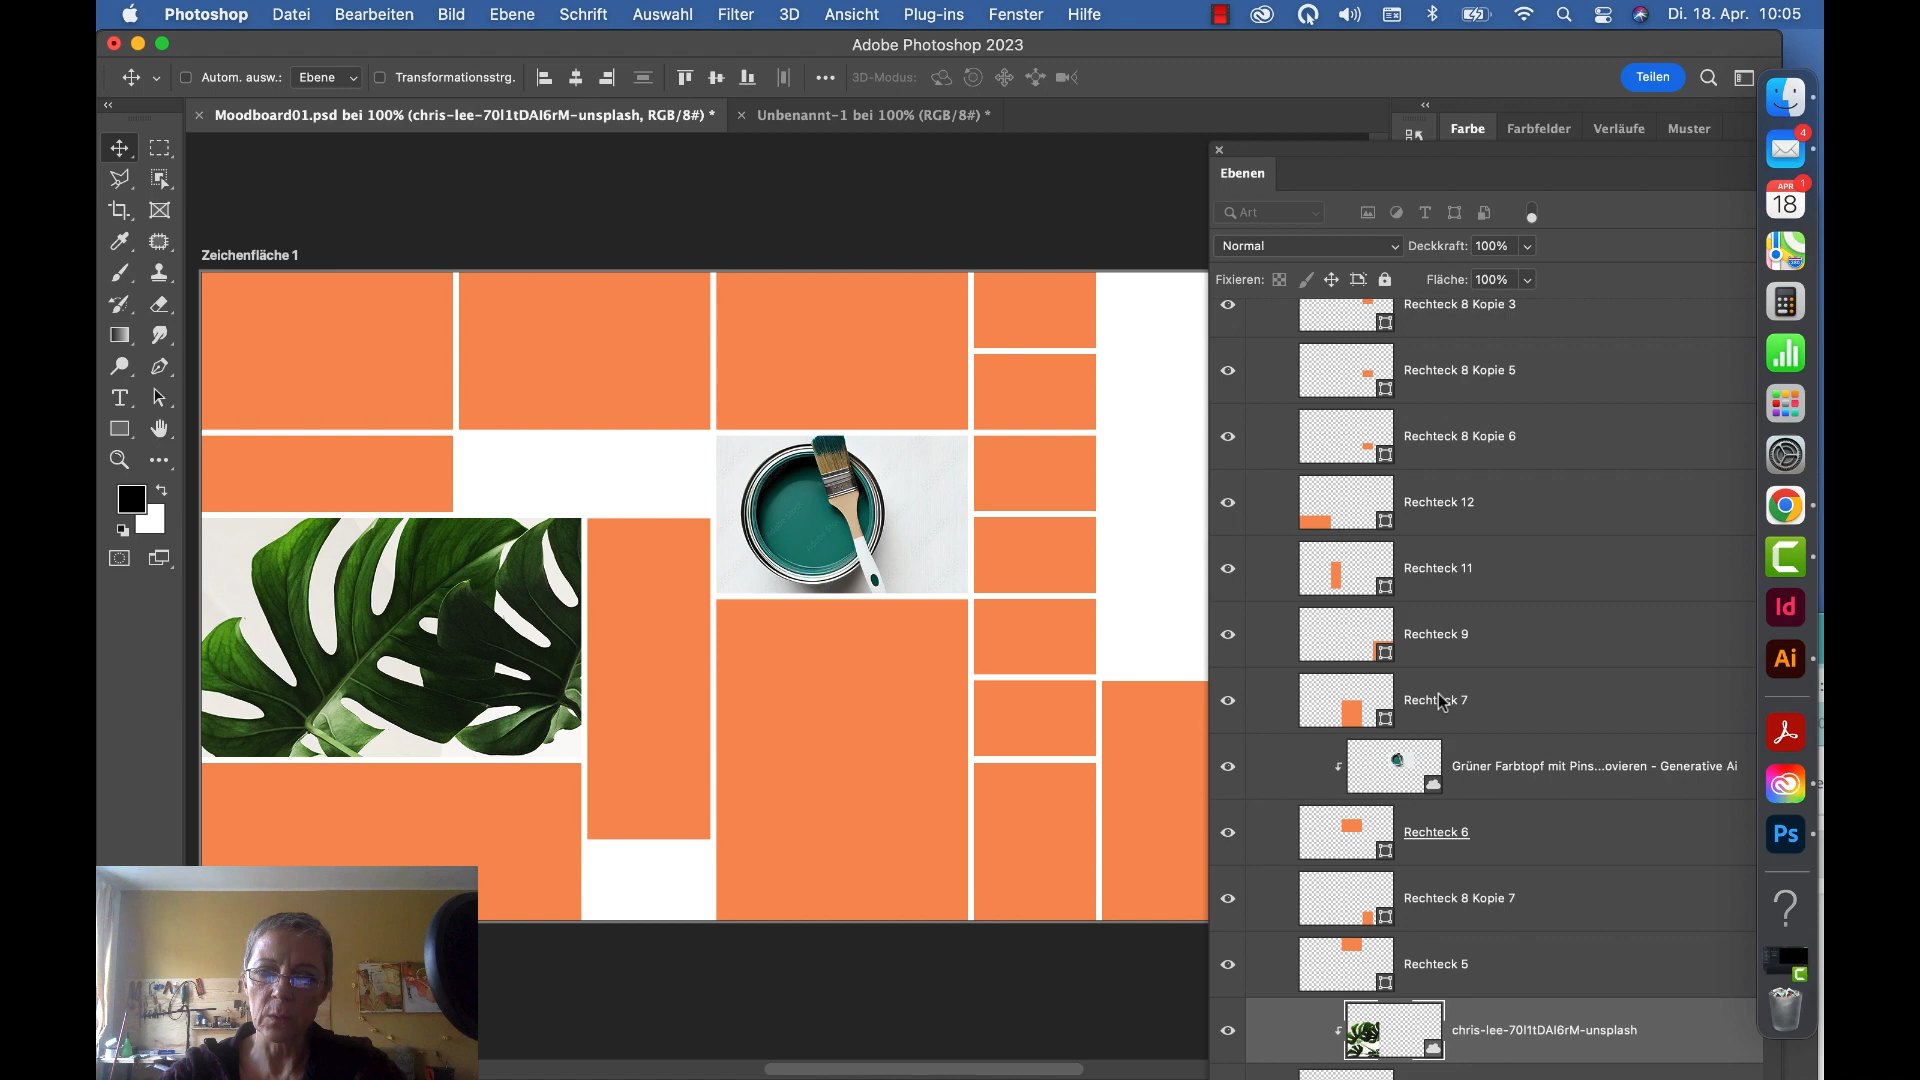 Photoshop Datei Bearbeiten Bild Ebene Schrift Auswahl Filter 3D Ansicht Plug-ins Fenster Hilfe Di. 18. Apr. 10:05
Adobe Photoshop 2023
Autom. ausw.: Ebene Transformationsstrg. 3D-Modus: Teilen
Moodboard01.psd bei 100% (chris-lee-70l1tDAI6rM-unsplash, RGB/8#) * Unbenannt-1 bei 100% (RGB/8#) *
Farbe Farbfelder Verläufe Muster
Ebenen
Art
Normal Deckkraft: 100%
Fixieren: Fläche: 100%
Zeichenfläche 1
Rechteck 8 Kopie 3
Rechteck 8 Kopie 5
Rechteck 8 Kopie 6
Rechteck 12
Rechteck 11
Rechteck 9
Rechteck 7
Grüner Farbtopf mit Pins...ovieren - Generative Ai
Rechteck 6
Rechteck 8 Kopie 7
Rechteck 5
chris-lee-70l1tDAI6rM-unsplash
4
APR 1
18
Id
Ai
Ps